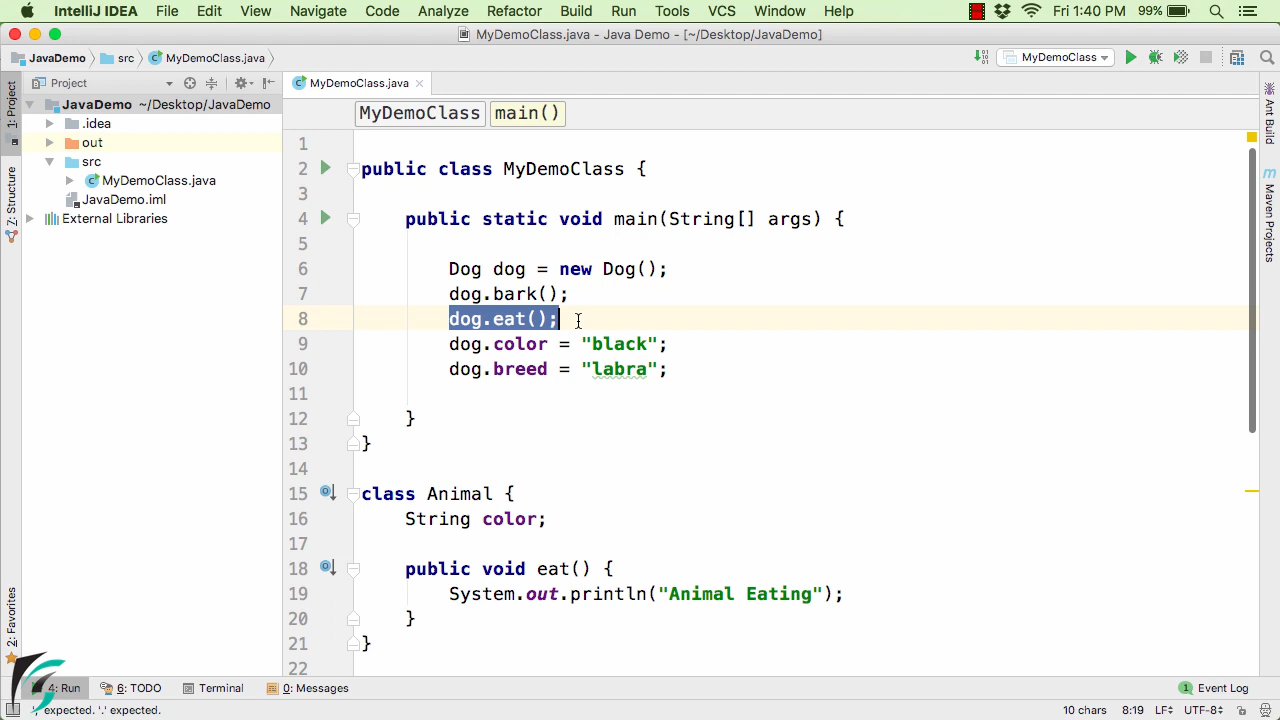 IntelliJ IDEA File Edit View Navigate Code Analyze Refactor Build Run Tools VCS Window Help Fri 1:40 PM 99%
MyDemoClass.java - Java Demo - [~/Desktop/JavaDemo]
JavaDemo src MyDemoClass.java MyDemoClass
Project MyDemoClass.java
MyDemoClass main()
JavaDemo ~/Desktop/JavaDemo
.idea
out
src
MyDemoClass.java
JavaDemo.iml
External Libraries
1: Project
7: Structure
2: Favorites
1
2 public class MyDemoClass {
3
4 public static void main(String[] args) {
5
6 Dog dog = new Dog();
7 dog.bark();
8 dog.eat();
9 dog.color = "black";
10 dog.breed = "labra";
11
12 }
13 }
14
15 class Animal {
16 String color;
17
18 public void eat() {
19 System.out.println("Animal Eating");
20 }
21 }
22
Ant Build
m Maven Projects
4: Run 6: TODO Terminal 0: Messages 1 Event Log
',' expected. '.' expected. 10 chars 8:19 LF UTF-8